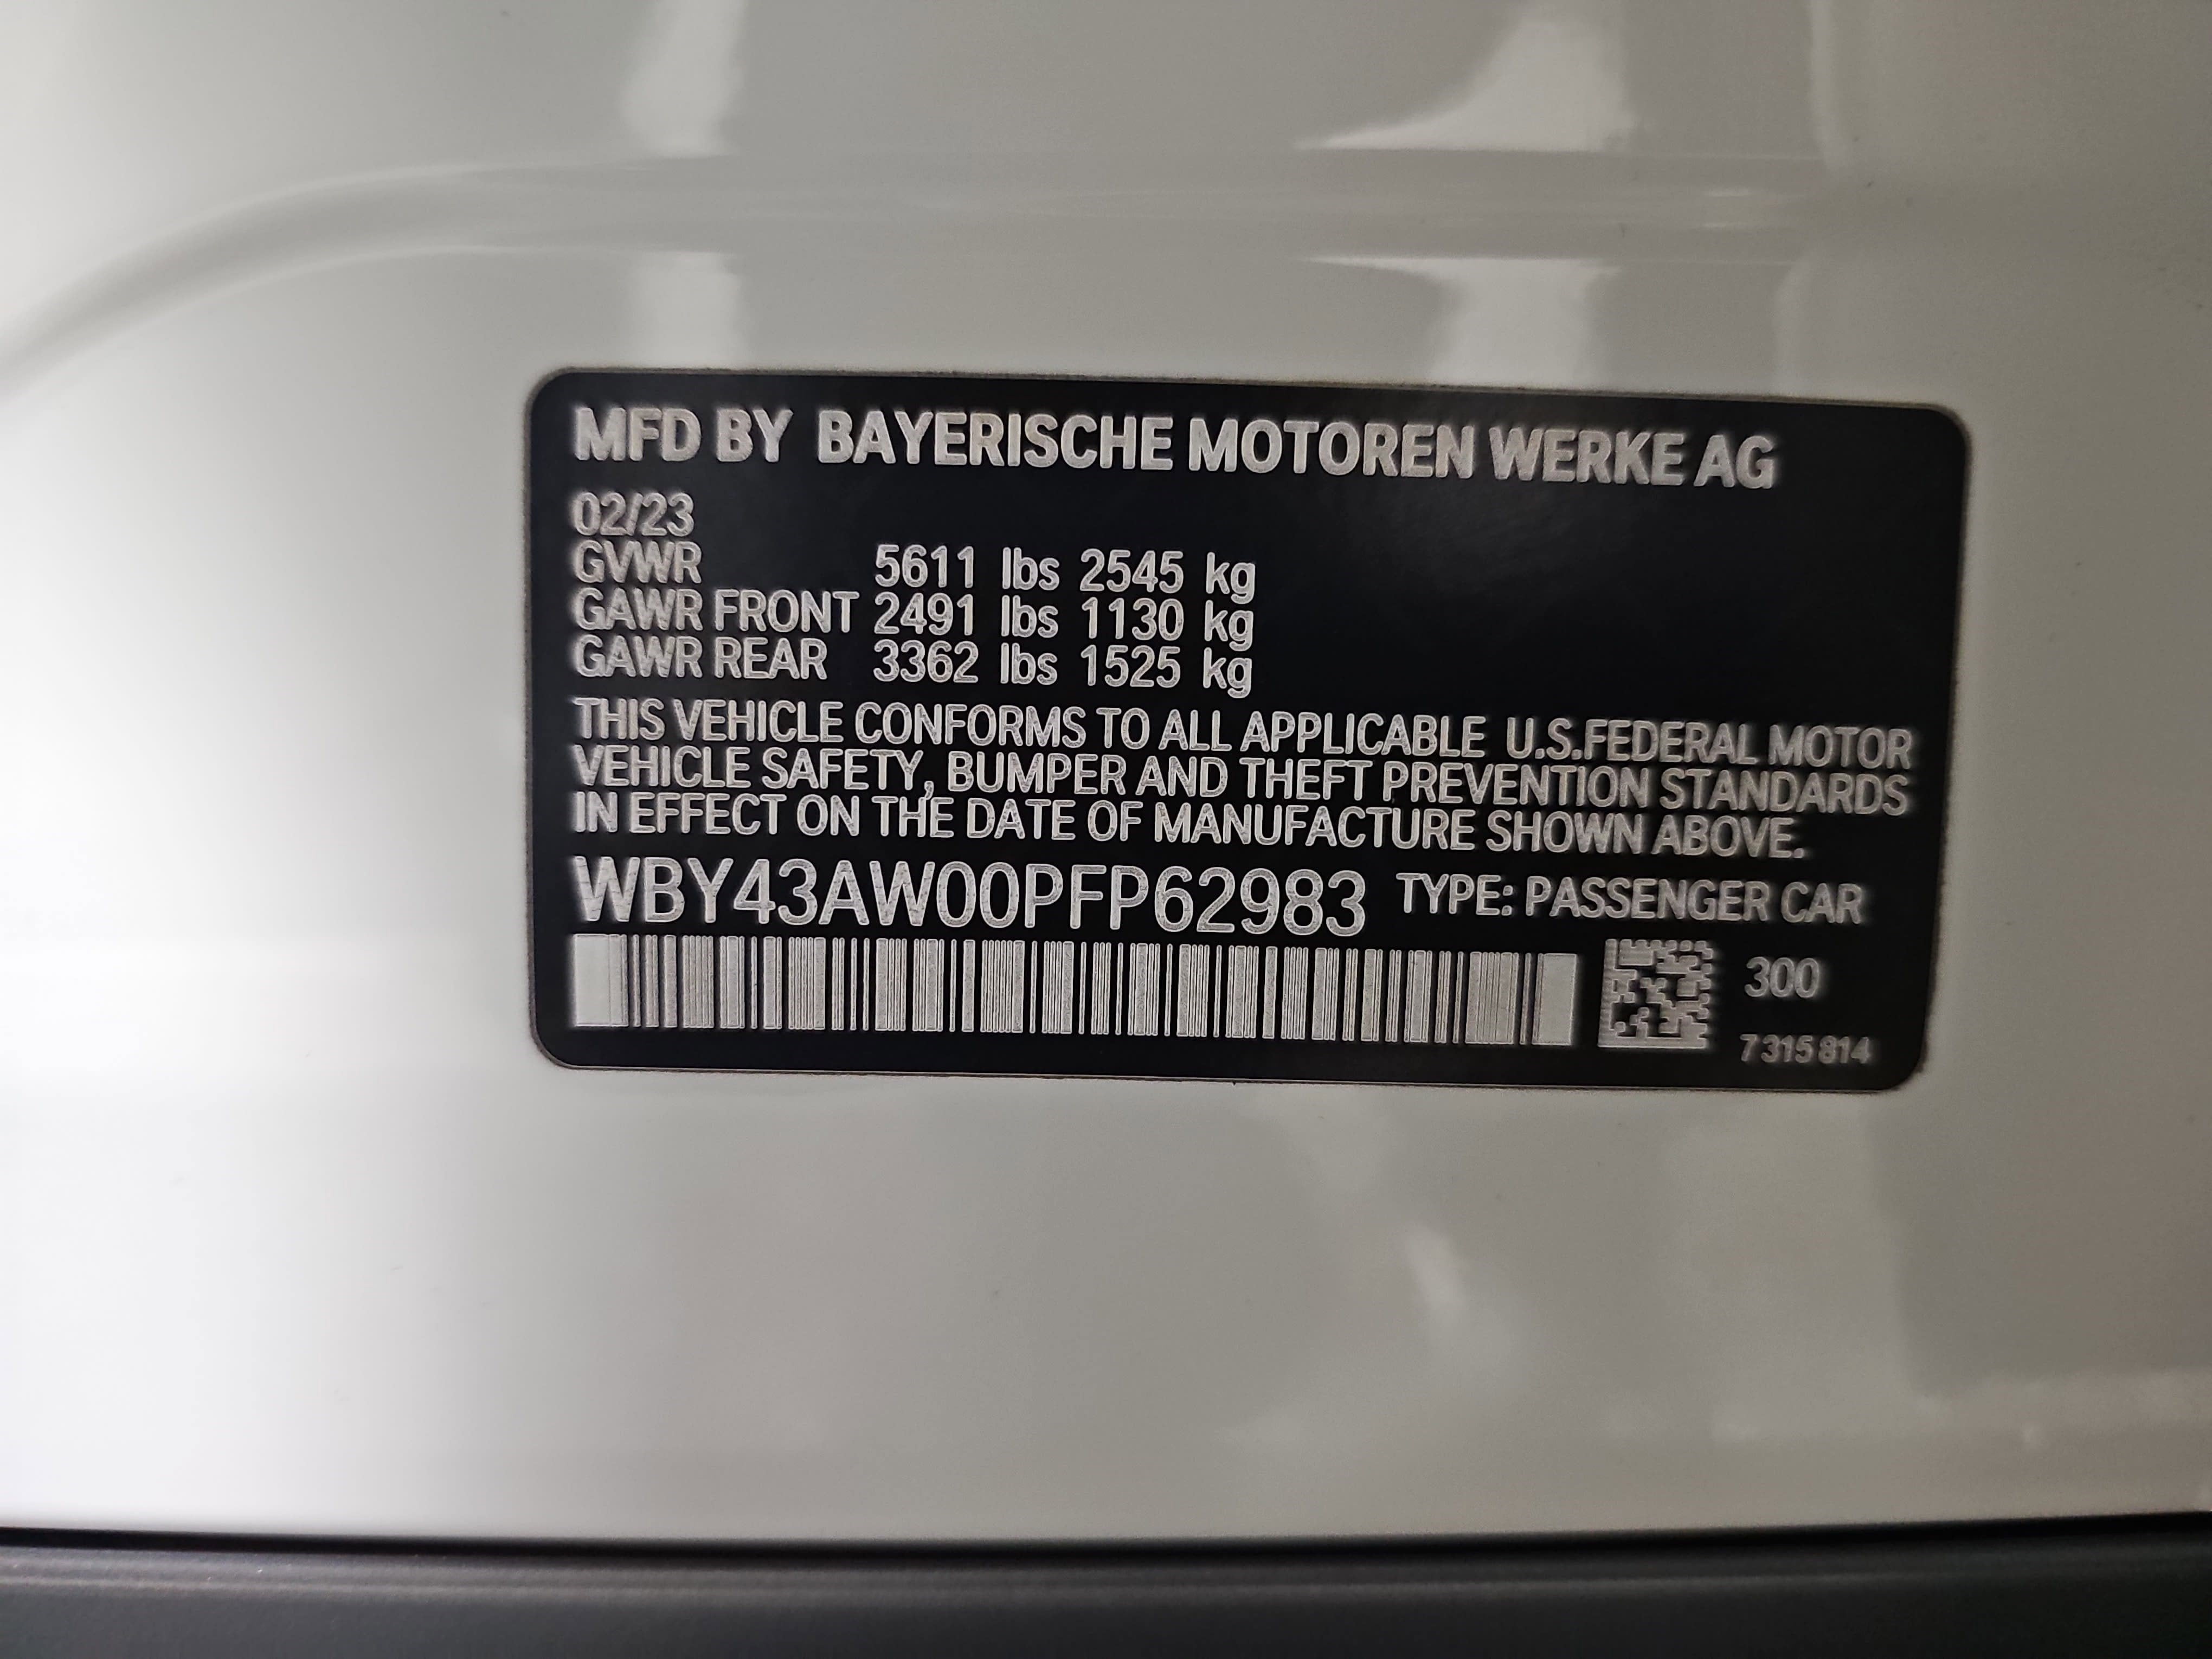 MFD BY BAYERISCHE MOTOREN WERKE AG
02/23
GVWR 5611 lbs 2545 kg
GAWR FRONT 2491 lbs 1130 kg
GAWR REAR 3362 lbs 1525 kg
THIS VEHICLE CONFORMS TO ALL APPLICABLE U.S.FEDERAL MOTOR
VEHICLE SAFETY, BUMPER AND THEFT PREVENTION STANDARDS
IN EFFECT ON THE DATE OF MANUFACTURE SHOWN ABOVE.
WBY43AW00PFP62983 TYPE: PASSENGER CAR
300
7 315 814